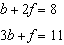 b + 2f = 8
3b + f = 11